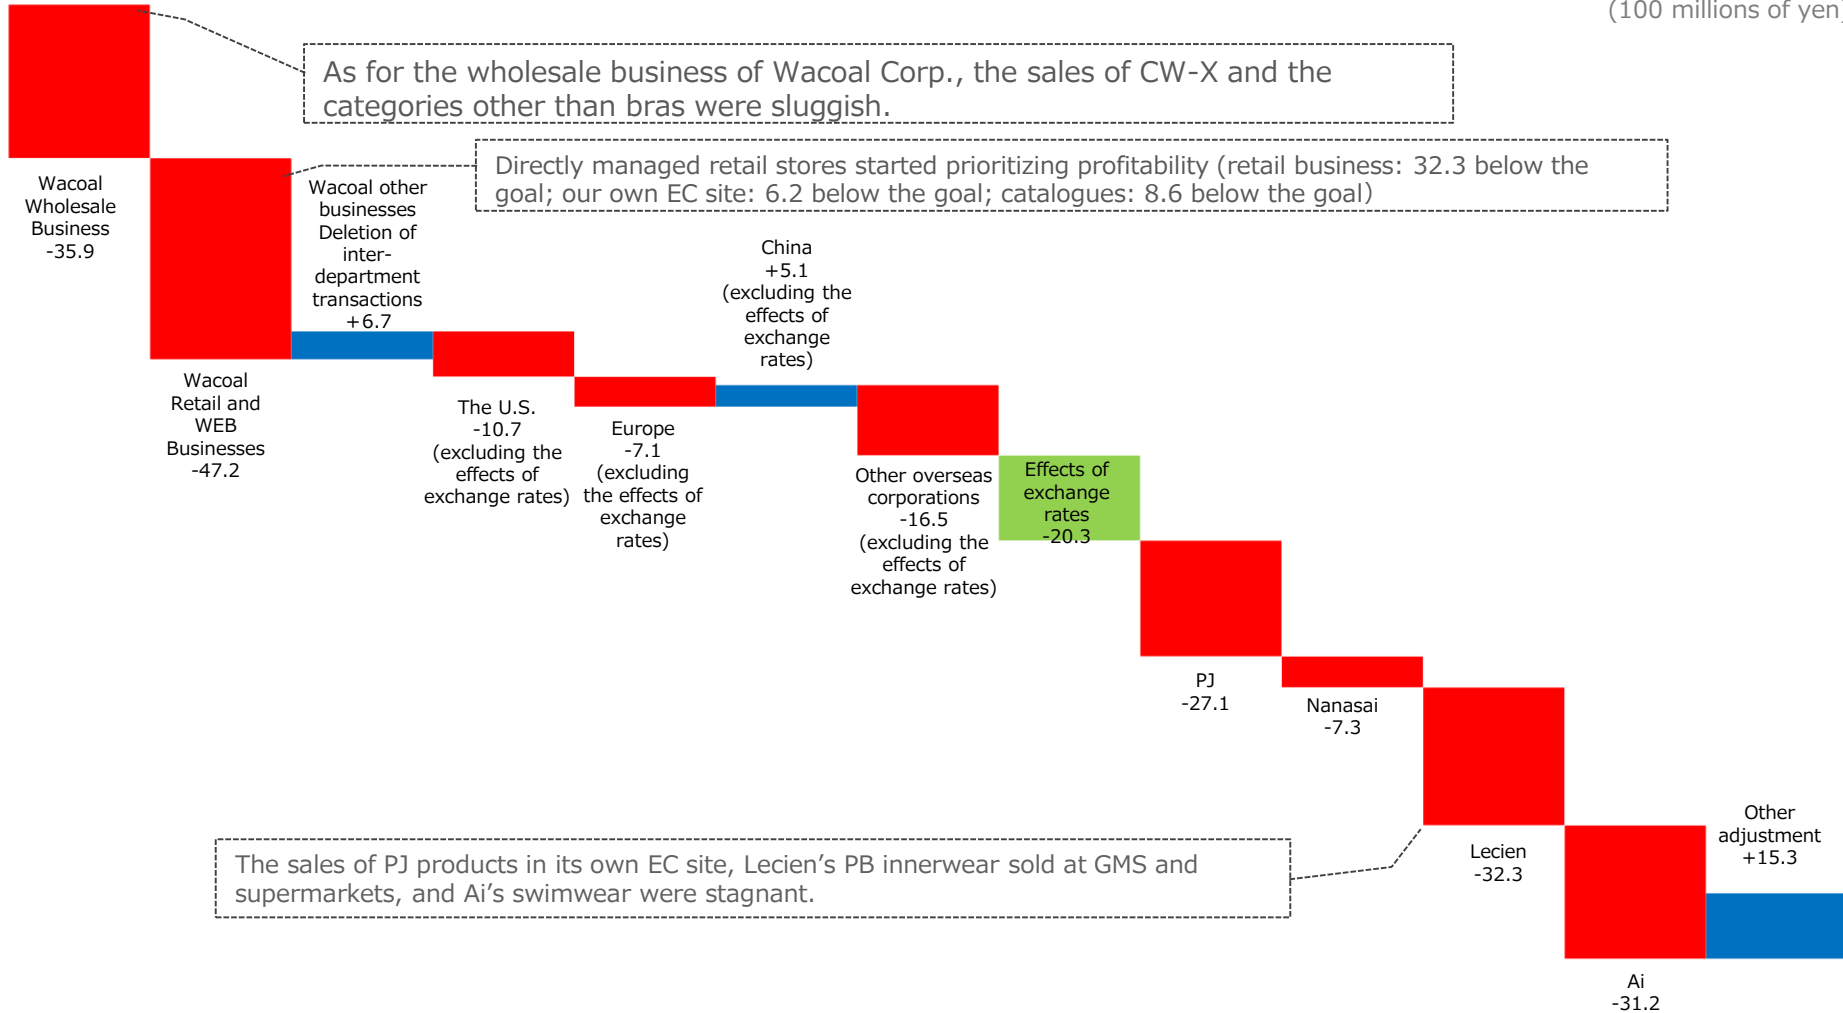 (100 millions of yen)
As for the wholesale business of Wacoal Corp., the sales of CW-X and the
categories other than bras were sluggish.
Directly managed retail stores started prioritizing profitability (retail business: 32.3 below the
goal; our own EC site: 6.2 below the goal; catalogues: 8.6 below the goal)
Wacoal
Wholesale
Business
-35.9
Wacoal
Retail and
WEB
Businesses
-47.2
Wacoal other
businesses
Deletion of
inter-
department
transactions
+6.7
The U.S.
-10.7
(excluding the
effects of
exchange rates)
Europe
-7.1
(excluding
the effects of
exchange
rates)
China
+5.1
(excluding the
effects of
exchange
rates)
Other overseas
corporations
-16.5
(excluding the
effects of
exchange rates)
Effects of
exchange
rates
-20.3
PJ
-27.1
Nanasai
-7.3
Lecien
-32.3
Ai
-31.2
Other
adjustment
+15.3
The sales of PJ products in its own EC site, Lecien’s PB innerwear sold at GMS and
supermarkets, and Ai’s swimwear were stagnant.